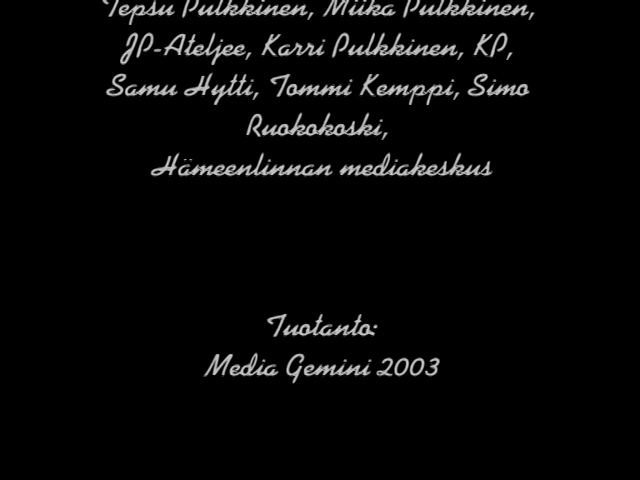 Tepsu Pulkkinen, Miika Pulkkinen,
JP-Ateljee, Karri Pulkkinen, KP,
Samu Hytti, Tommi Kemppi, Simo
Ruokokoski,
Hämeenlinnan mediakeskus
Tuotanto:
Media Gemini 2003